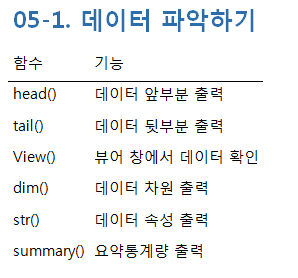 05-1. 데이터 파악하기
함수 기능
head() 데이터 앞부분 출력
tail() 데이터 뒷부분 출력
View() 뷰어 창에서 데이터 확인
dim() 데이터 차원 출력
str() 데이터 속성 출력
summary() 요약통계량 출력